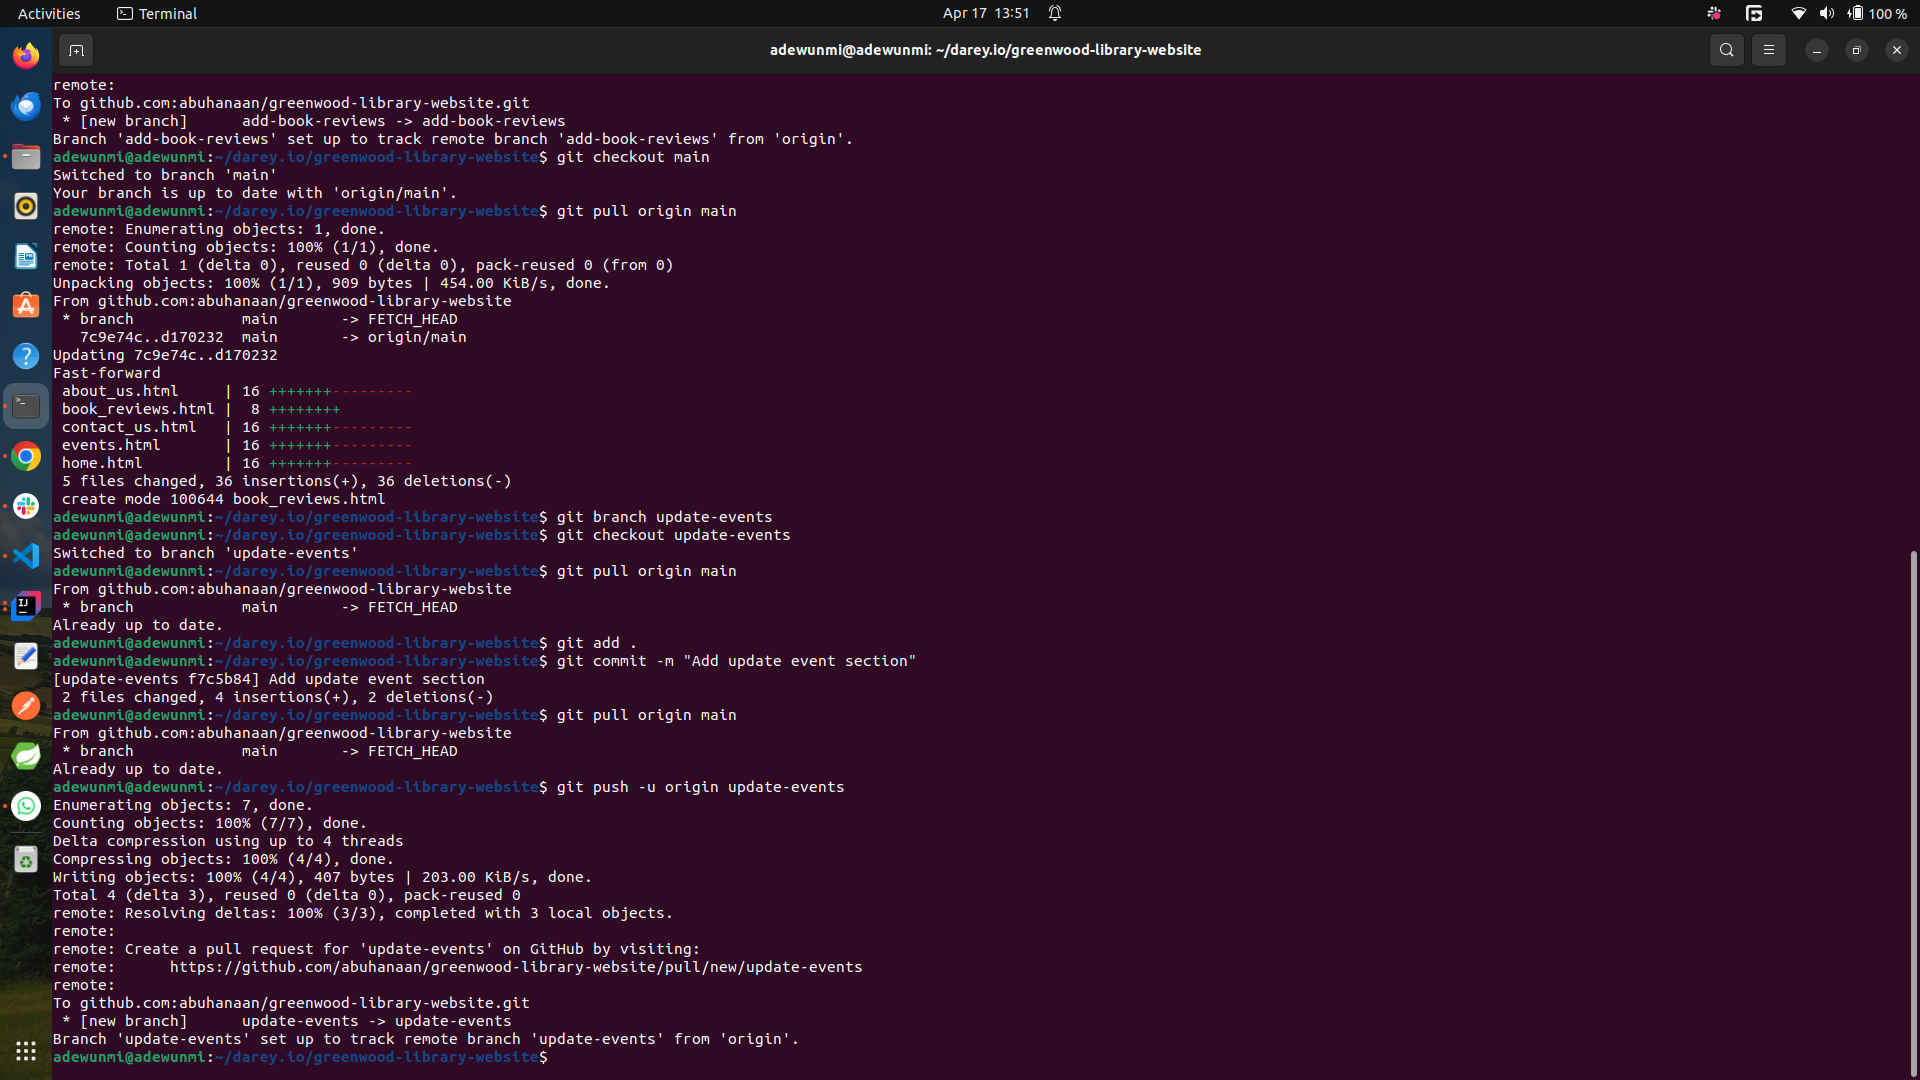 Activities Terminal Apr 17 13:51 100 %
adewunmi@adewunmi: ~/darey.io/greenwood-library-website
remote:
To github.com:abuhanaan/greenwood-library-website.git
 * [new branch]      add-book-reviews -> add-book-reviews
Branch 'add-book-reviews' set up to track remote branch 'add-book-reviews' from 'origin'.
adewunmi@adewunmi:~/darey.io/greenwood-library-website$ git checkout main
Switched to branch 'main'
Your branch is up to date with 'origin/main'.
adewunmi@adewunmi:~/darey.io/greenwood-library-website$ git pull origin main
remote: Enumerating objects: 1, done.
remote: Counting objects: 100% (1/1), done.
remote: Total 1 (delta 0), reused 0 (delta 0), pack-reused 0 (from 0)
Unpacking objects: 100% (1/1), 909 bytes | 454.00 KiB/s, done.
From github.com:abuhanaan/greenwood-library-website
 * branch            main       -> FETCH_HEAD
   7c9e74c..d170232  main       -> origin/main
Updating 7c9e74c..d170232
Fast-forward
 about_us.html     | 16 +++++++---------
 book_reviews.html |  8 ++++++++
 contact_us.html   | 16 +++++++---------
 events.html       | 16 +++++++---------
 home.html         | 16 +++++++---------
 5 files changed, 36 insertions(+), 36 deletions(-)
 create mode 100644 book_reviews.html
adewunmi@adewunmi:~/darey.io/greenwood-library-website$ git branch update-events
adewunmi@adewunmi:~/darey.io/greenwood-library-website$ git checkout update-events
Switched to branch 'update-events'
adewunmi@adewunmi:~/darey.io/greenwood-library-website$ git pull origin main
From github.com:abuhanaan/greenwood-library-website
 * branch            main       -> FETCH_HEAD
Already up to date.
adewunmi@adewunmi:~/darey.io/greenwood-library-website$ git add .
adewunmi@adewunmi:~/darey.io/greenwood-library-website$ git commit -m "Add update event section"
[update-events f7c5b84] Add update event section
 2 files changed, 4 insertions(+), 2 deletions(-)
adewunmi@adewunmi:~/darey.io/greenwood-library-website$ git pull origin main
From github.com:abuhanaan/greenwood-library-website
 * branch            main       -> FETCH_HEAD
Already up to date.
adewunmi@adewunmi:~/darey.io/greenwood-library-website$ git push -u origin update-events
Enumerating objects: 7, done.
Counting objects: 100% (7/7), done.
Delta compression using up to 4 threads
Compressing objects: 100% (4/4), done.
Writing objects: 100% (4/4), 407 bytes | 203.00 KiB/s, done.
Total 4 (delta 3), reused 0 (delta 0), pack-reused 0
remote: Resolving deltas: 100% (3/3), completed with 3 local objects.
remote:
remote: Create a pull request for 'update-events' on GitHub by visiting:
remote:      https://github.com/abuhanaan/greenwood-library-website/pull/new/update-events
remote:
To github.com:abuhanaan/greenwood-library-website.git
 * [new branch]      update-events -> update-events
Branch 'update-events' set up to track remote branch 'update-events' from 'origin'.
adewunmi@adewunmi:~/darey.io/greenwood-library-website$